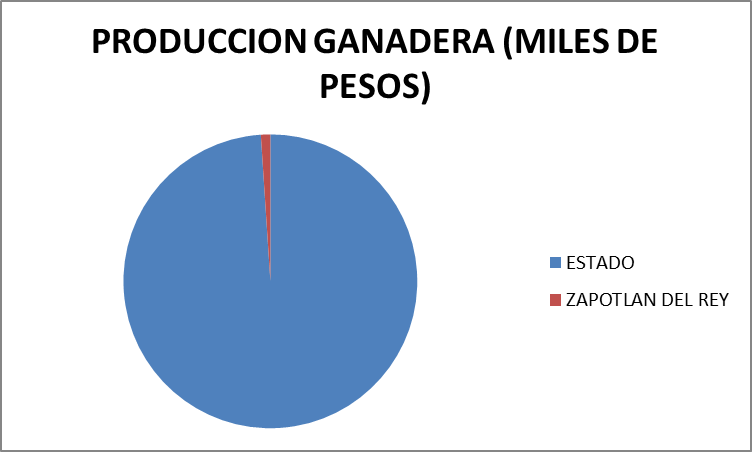 PRODUCCION GANADERA (MILES DE
PESOS)
ESTADO
ZAPOTLAN DEL REY